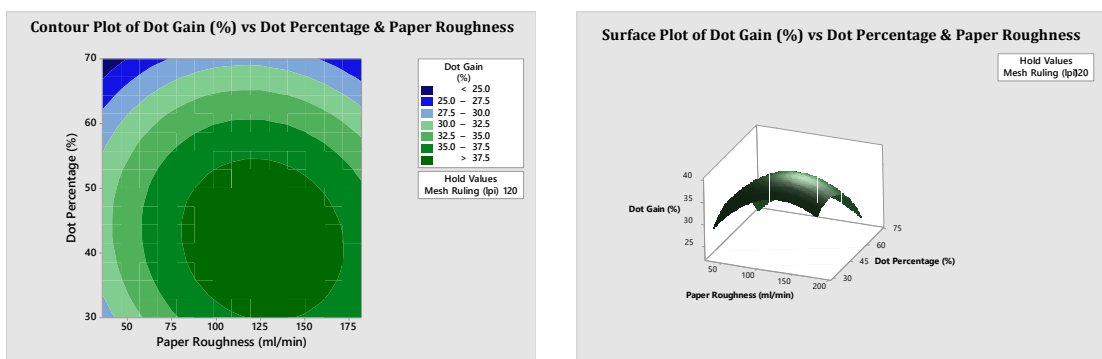 Contour Plot of Dot Gain (%) vs Dot Percentage & Paper Roughness
70
60
50
40
30
Dot Percentage (%)
50 75 100 125 150 175
Paper Roughness (ml/min)
Dot Gain
(%)
< 25.0
25.0 – 27.5
27.5 – 30.0
30.0 – 32.5
32.5 – 35.0
35.0 – 37.5
> 37.5
Hold Values
Mesh Ruling (lpi) 120
Surface Plot of Dot Gain (%) vs Dot Percentage & Paper Roughness
Hold Values
Mesh Ruling (lpi)120
40
35
30
25
Dot Gain (%)
50 100 150 200
Paper Roughness (ml/min)
75
60
45
30
Dot Percentage (%)